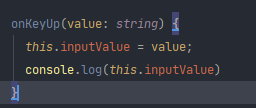 onKeyUp(value: string) {
this.inputValue = value;
console.log(this.inputValue)
}